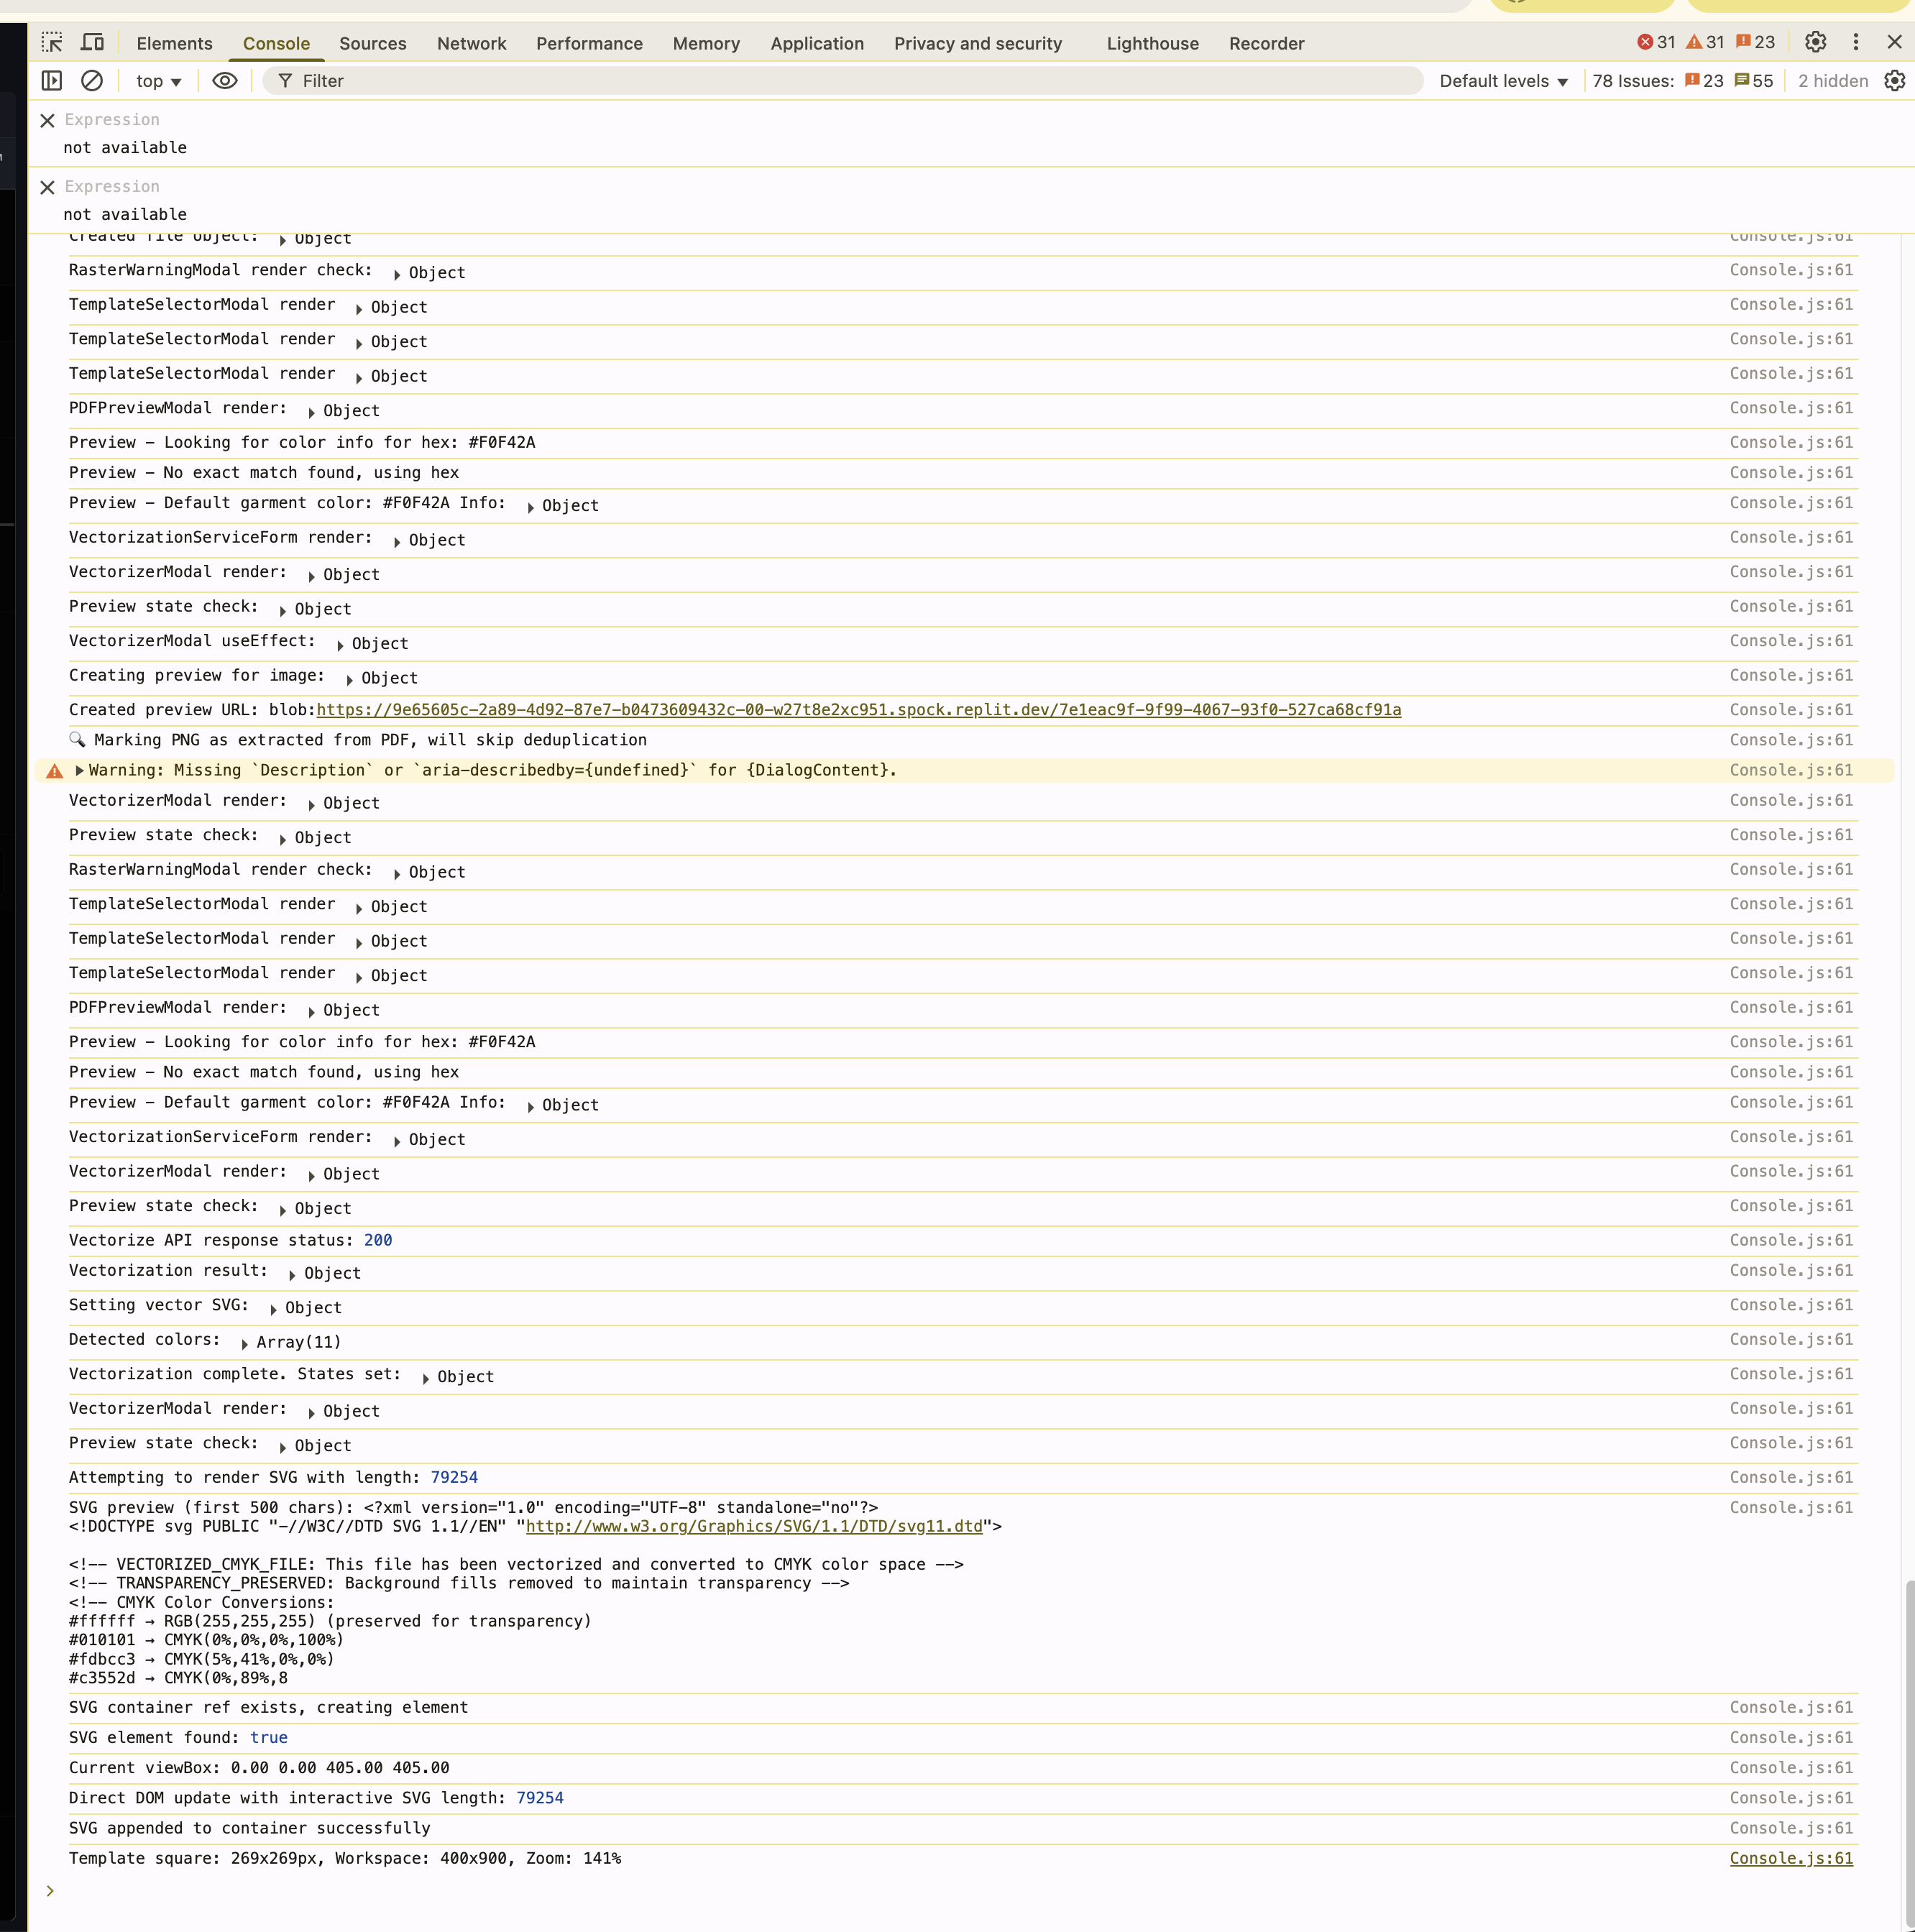 Elements Console Sources Network Performance Memory Application Privacy and security Lighthouse Recorder 31 31 23
top Filter Default levels 78 Issues: 23 55 2 hidden
Expression
not available
Expression
not available
Created file object: Object Console.js:61
RasterWarningModal render check: Object Console.js:61
TemplateSelectorModal render Object Console.js:61
TemplateSelectorModal render Object Console.js:61
TemplateSelectorModal render Object Console.js:61
PDFPreviewModal render: Object Console.js:61
Preview – Looking for color info for hex: #F0F42A Console.js:61
Preview – No exact match found, using hex Console.js:61
Preview – Default garment color: #F0F42A Info: Object Console.js:61
VectorizationServiceForm render: Object Console.js:61
VectorizerModal render: Object Console.js:61
Preview state check: Object Console.js:61
VectorizerModal useEffect: Object Console.js:61
Creating preview for image: Object Console.js:61
Created preview URL: blob:https://9e65605c-2a89-4d92-87e7-b0473609432c-00-w27t8e2xc951.spock.replit.dev/7e1eac9f-9f99-4067-93f0-527ca68cf91a Console.js:61
🔍 Marking PNG as extracted from PDF, will skip deduplication Console.js:61
Warning: Missing `Description` or `aria-describedby={undefined}` for {DialogContent}. Console.js:61
VectorizerModal render: Object Console.js:61
Preview state check: Object Console.js:61
RasterWarningModal render check: Object Console.js:61
TemplateSelectorModal render Object Console.js:61
TemplateSelectorModal render Object Console.js:61
TemplateSelectorModal render Object Console.js:61
PDFPreviewModal render: Object Console.js:61
Preview – Looking for color info for hex: #F0F42A Console.js:61
Preview – No exact match found, using hex Console.js:61
Preview – Default garment color: #F0F42A Info: Object Console.js:61
VectorizationServiceForm render: Object Console.js:61
VectorizerModal render: Object Console.js:61
Preview state check: Object Console.js:61
Vectorize API response status: 200 Console.js:61
Vectorization result: Object Console.js:61
Setting vector SVG: Object Console.js:61
Detected colors: Array(11) Console.js:61
Vectorization complete. States set: Object Console.js:61
VectorizerModal render: Object Console.js:61
Preview state check: Object Console.js:61
Attempting to render SVG with length: 79254 Console.js:61
SVG preview (first 500 chars): <?xml version="1.0" encoding="UTF-8" standalone="no"?> Console.js:61
<!DOCTYPE svg PUBLIC "-//W3C//DTD SVG 1.1//EN" "http://www.w3.org/Graphics/SVG/1.1/DTD/svg11.dtd">
<!-- VECTORIZED_CMYK_FILE: This file has been vectorized and converted to CMYK color space -->
<!-- TRANSPARENCY_PRESERVED: Background fills removed to maintain transparency -->
<!-- CMYK Color Conversions:
#ffffff → RGB(255,255,255) (preserved for transparency)
#010101 → CMYK(0%,0%,0%,100%)
#fdbcc3 → CMYK(5%,41%,0%,0%)
#c3552d → CMYK(0%,89%,8
SVG container ref exists, creating element Console.js:61
SVG element found: true Console.js:61
Current viewBox: 0.00 0.00 405.00 405.00 Console.js:61
Direct DOM update with interactive SVG length: 79254 Console.js:61
SVG appended to container successfully Console.js:61
Template square: 269x269px, Workspace: 400x900, Zoom: 141% Console.js:61